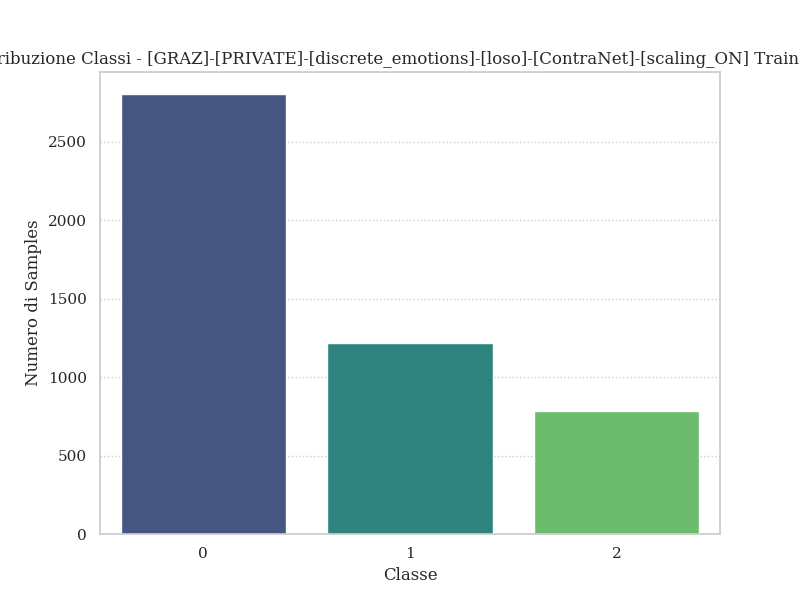 ribuzione Classi - [GRAZ]-[PRIVATE]-[discrete_emotions]-[loso]-[ContraNet]-[scaling_ON] Train
2500
2000
1500
1000
500
0
Numero di Samples
0 1 2
Classe